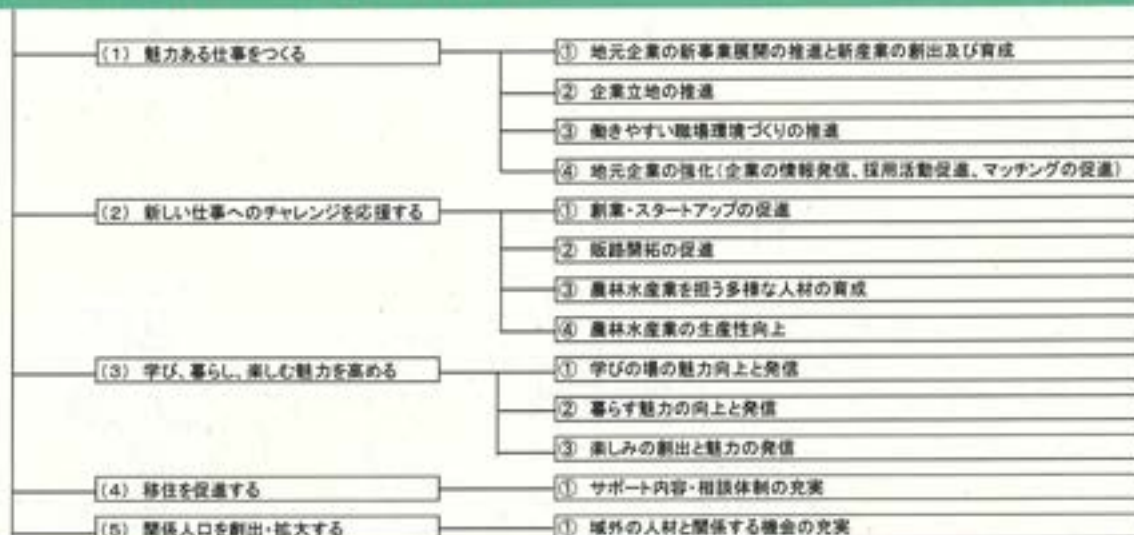 (1) 魅力ある仕事をつくる
① 地元企業の新事業展開の推進と新産業の創出及び育成
② 企業立地の推進
③ 働きやすい職場環境づくりの推進
④ 地元企業の強化(企業の情報発信、採用活動促進、マッチングの促進)
(2) 新しい仕事へのチャレンジを応援する
① 創業・スタートアップの促進
② 販路開拓の促進
③ 農林水産業を担う多様な人材の育成
④ 農林水産業の生産性向上
(3) 学び、暮らし、楽しむ魅力を高める
① 学びの場の魅力向上と発信
② 暮らす魅力の向上と発信
③ 楽しみの創出と魅力の発信
(4) 移住を促進する
① サポート内容・相談体制の充実
(5) 関係人口を創出・拡大する
① 域外の人材と関係する機会の充実